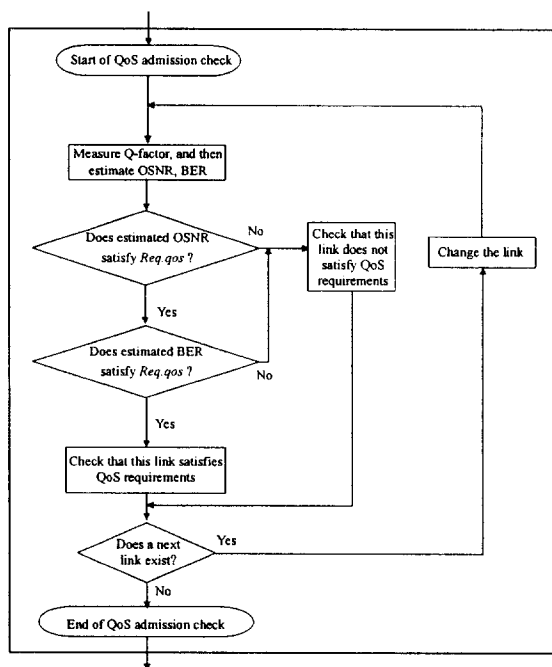 Start of QoS admission check
Measure Q-factor, and then
estimate OSNR, BER
Does estimated OSNR
satisfy Req.qos ?
No
Check that this
link does not
satisfy QoS
requirements
Change the link
Yes
Does estimated BER
satisfy Req.qos ?
No
Yes
Check that this link satisfies
QoS requirements
Does a next
link exist?
Yes
No
End of QoS admission check